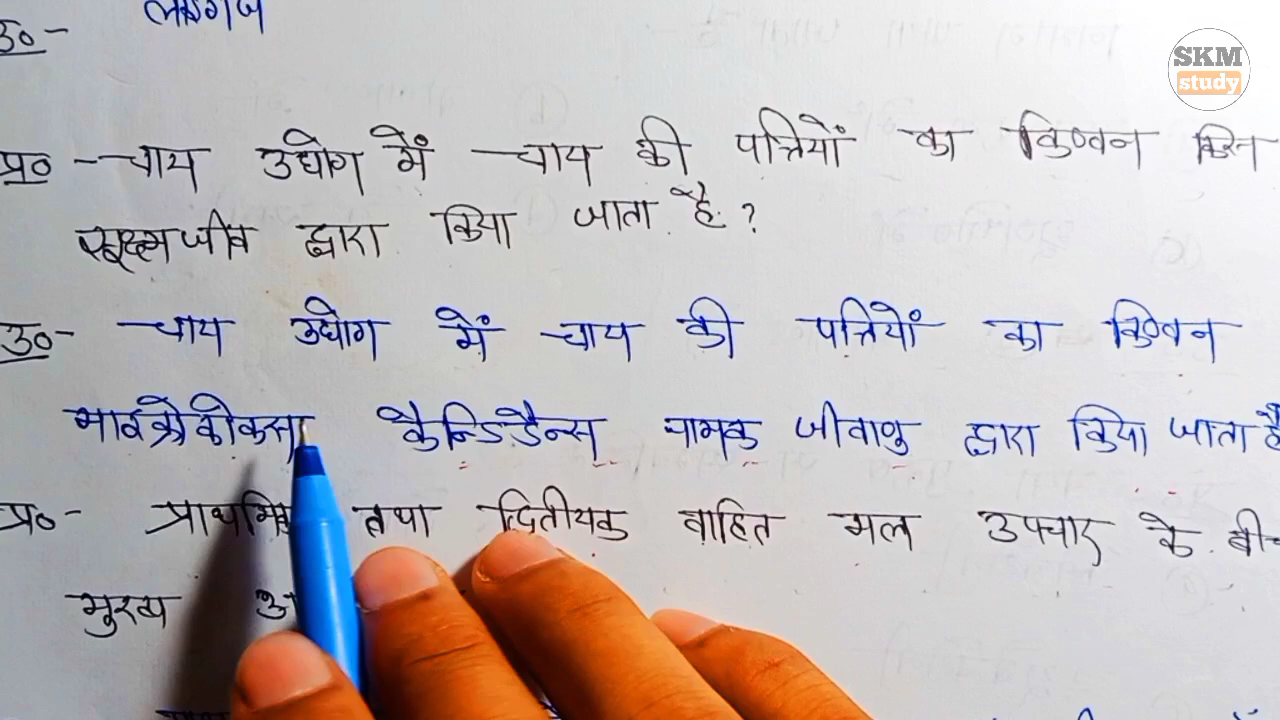 उ०-
SKM
study
प्र० - चाय उद्योग में चाय की पत्तियों का किण्वन किस
सूक्ष्मजीव द्वारा किया जाता है ?
उ०- चाय उद्योग में चाय की पत्तियों का किण्वन
माइक्रोकोकस कैन्डिडैन्स नामक जीवाणु द्वारा किया जाता है
प्र०- प्राथमिक तथा द्वितीयक वाहित मल उपचार के बी
मुख्य अ